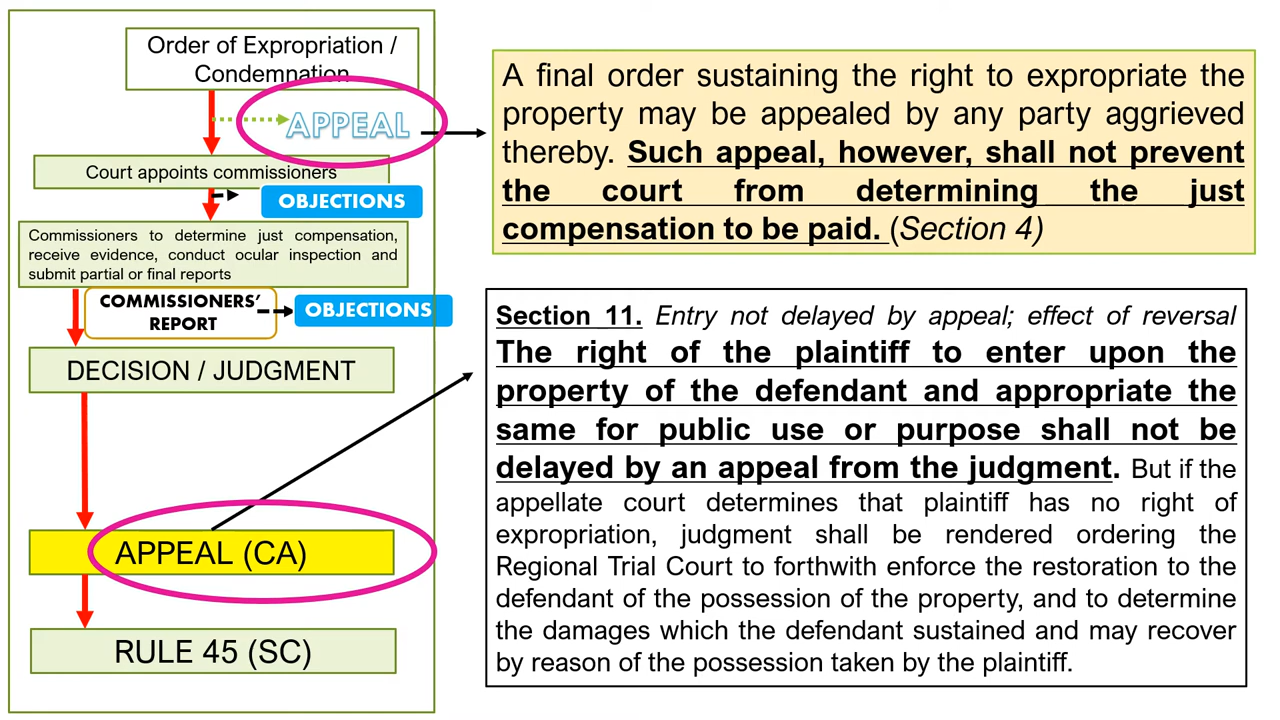 Order of Expropriation /
Condemnation
APPEAL
Court appoints commissioners
OBJECTIONS
Commissioners to determine just compensation,
receive evidence, conduct ocular inspection and
submit partial or final reports
COMMISSIONERS’
REPORT
OBJECTIONS
DECISION / JUDGMENT
APPEAL (CA)
RULE 45 (SC)
A final order sustaining the right to expropriate the
property may be appealed by any party aggrieved
thereby. Such appeal, however, shall not prevent
the court from determining the just
compensation to be paid. (Section 4)
Section 11. Entry not delayed by appeal; effect of reversal
The right of the plaintiff to enter upon the
property of the defendant and appropriate the
same for public use or purpose shall not be
delayed by an appeal from the judgment. But if the
appellate court determines that plaintiff has no right of
expropriation, judgment shall be rendered ordering the
Regional Trial Court to forthwith enforce the restoration to the
defendant of the possession of the property, and to determine
the damages which the defendant sustained and may recover
by reason of the possession taken by the plaintiff.